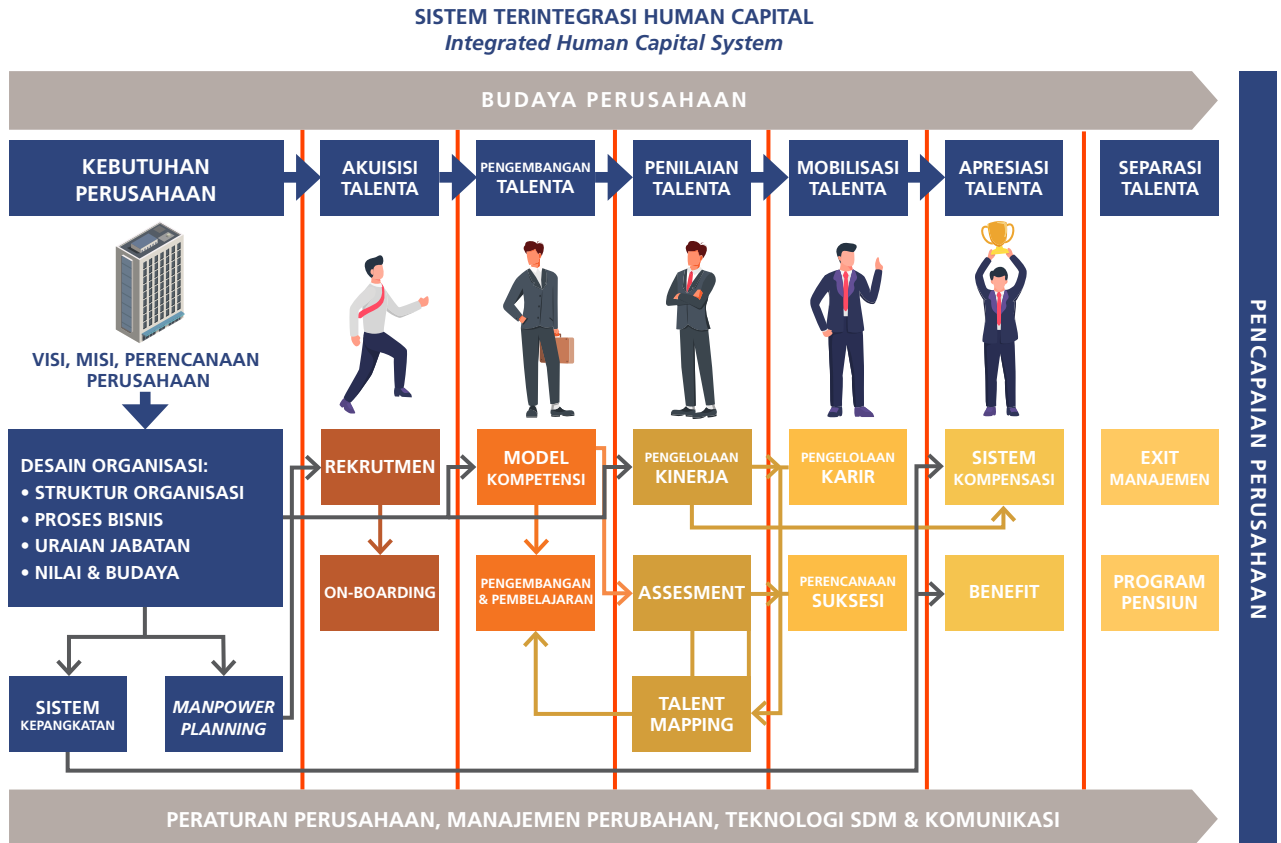 SISTEM TERINTEGRASI HUMAN CAPITAL
Integrated Human Capital System
BUDAYA PERUSAHAAN
KEBUTUHAN
PERUSAHAAN
AKUISISI
TALENTA
PENGEMBANGAN
TALENTA
PENILAIAN
TALENTA
MOBILISASI
TALENTA
APRESIASI
TALENTA
SEPARASI
TALENTA
VISI, MISI, PERENCANAAN
PERUSAHAAN
DESAIN ORGANISASI:
• STRUKTUR ORGANISASI
• PROSES BISNIS
• URAIAN JABATAN
• NILAI & BUDAYA
REKRUTMEN
MODEL
KOMPETENSI
PENGELOLAAN
KINERJA
PENGELOLAAN
KARIR
SISTEM
KOMPENSASI
EXIT
MANAJEMEN
ON-BOARDING
PENGEMBANGAN
& PEMBELAJARAN
ASSESMENT
PERENCANAAN
SUKSESI
BENEFIT
PROGRAM
PENSIUN
SISTEM
KEPANGKATAN
MANPOWER
PLANNING
TALENT
MAPPING
PERATURAN PERUSAHAAN, MANAJEMEN PERUBAHAN, TEKNOLOGI SDM & KOMUNIKASI
PENCAPAIAN PERUSAHAAN